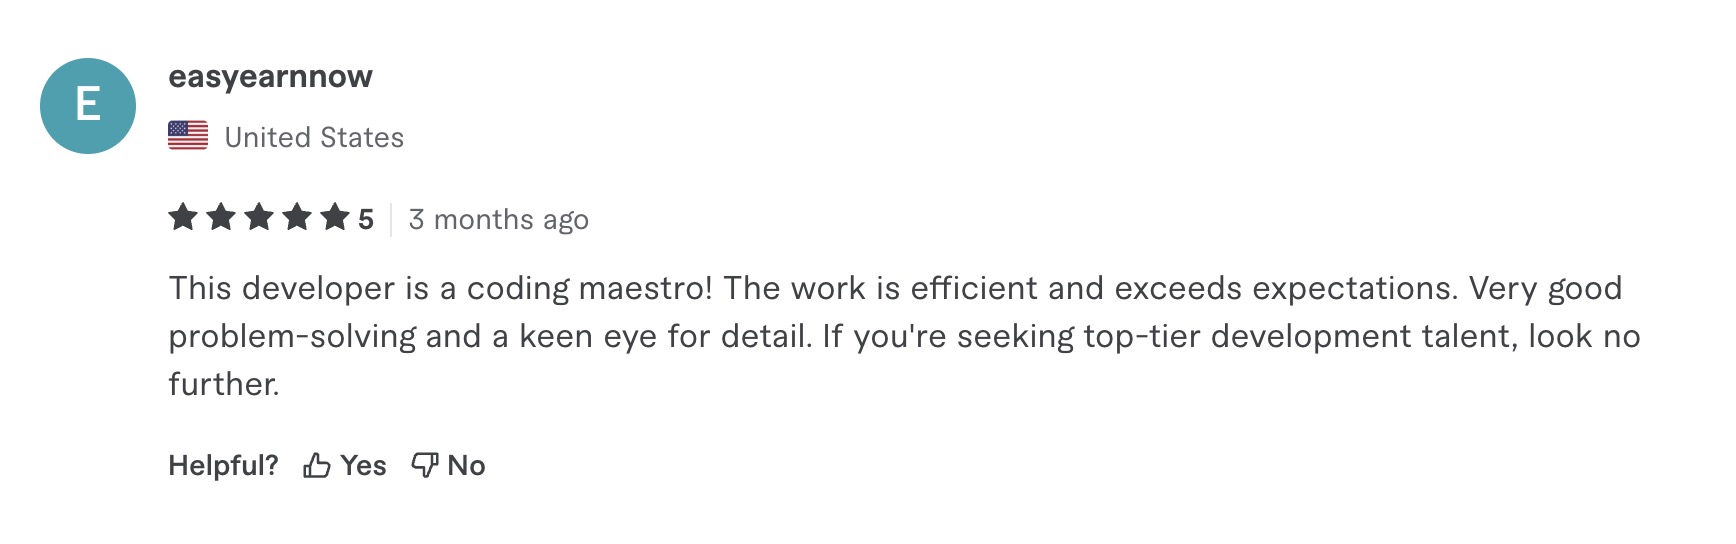 E
easyearnnow
United States
5
3 months ago
This developer is a coding maestro! The work is efficient and exceeds expectations. Very good
problem-solving and a keen eye for detail. If you're seeking top-tier development talent, look no
further.
Helpful? Yes No